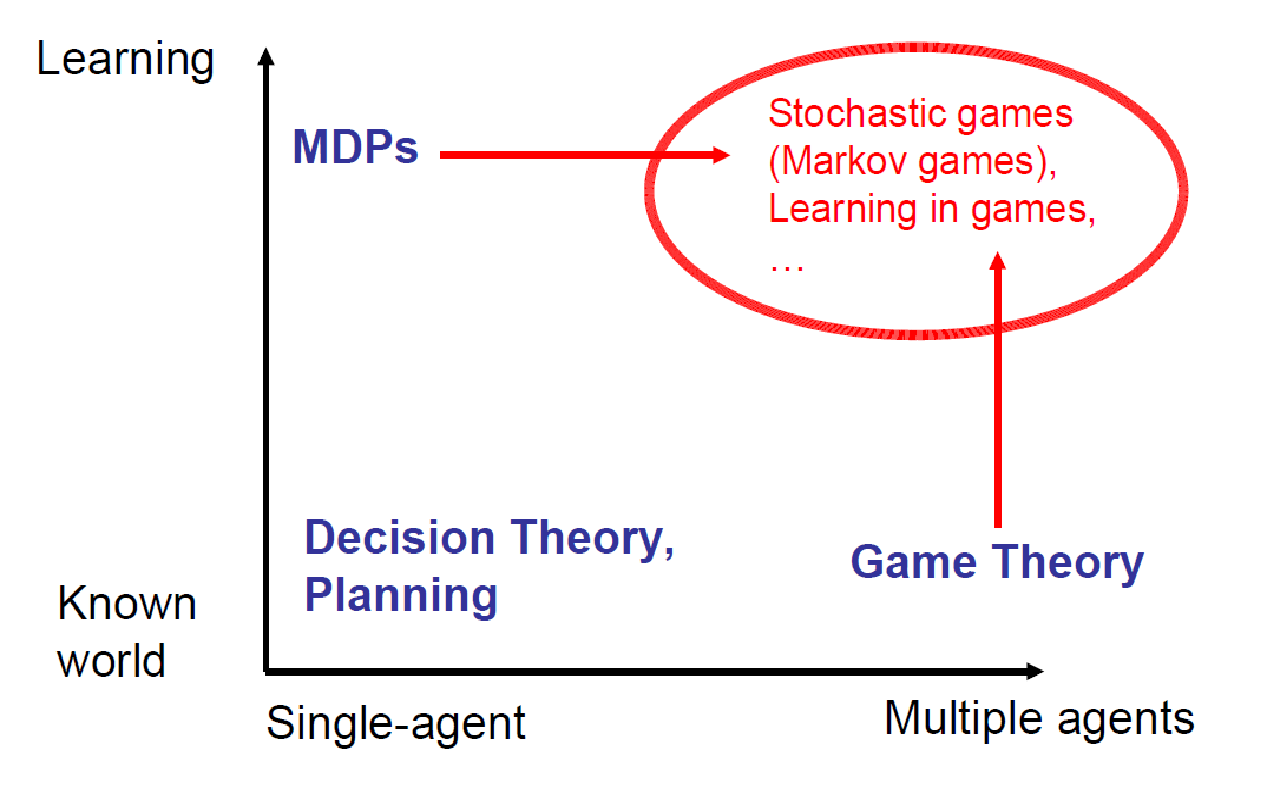 Learning
MDPs
Stochastic games
(Markov games),
Learning in games,
…
Decision Theory,
Planning
Game Theory
Known
world
Single-agent
Multiple agents